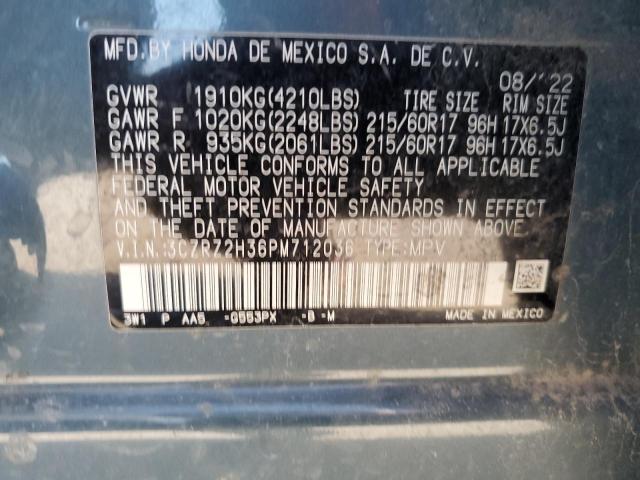 MFD. BY HONDA DE MEXICO S.A. DE C.V.
08/'22
GVWR 1910KG(4210LBS) TIRE SIZE RIM SIZE
GAWR F 1020KG(2248LBS) 215/60R17 96H 17X6.5J
GAWR R 935KG(2061LBS) 215/60R17 96H 17X6.5J
THIS VEHICLE CONFORMS TO ALL APPLICABLE
FEDERAL MOTOR VEHICLE SAFETY
AND THEFT PREVENTION STANDARDS IN EFFECT
ON THE DATE OF MANUFACTURE SHOWN ABOVE.
V.I.N.:3CZRZ2H36PM712036 TYPE:MPV
3W1 P AA5 -G553PX -B -M MADE IN MEXICO